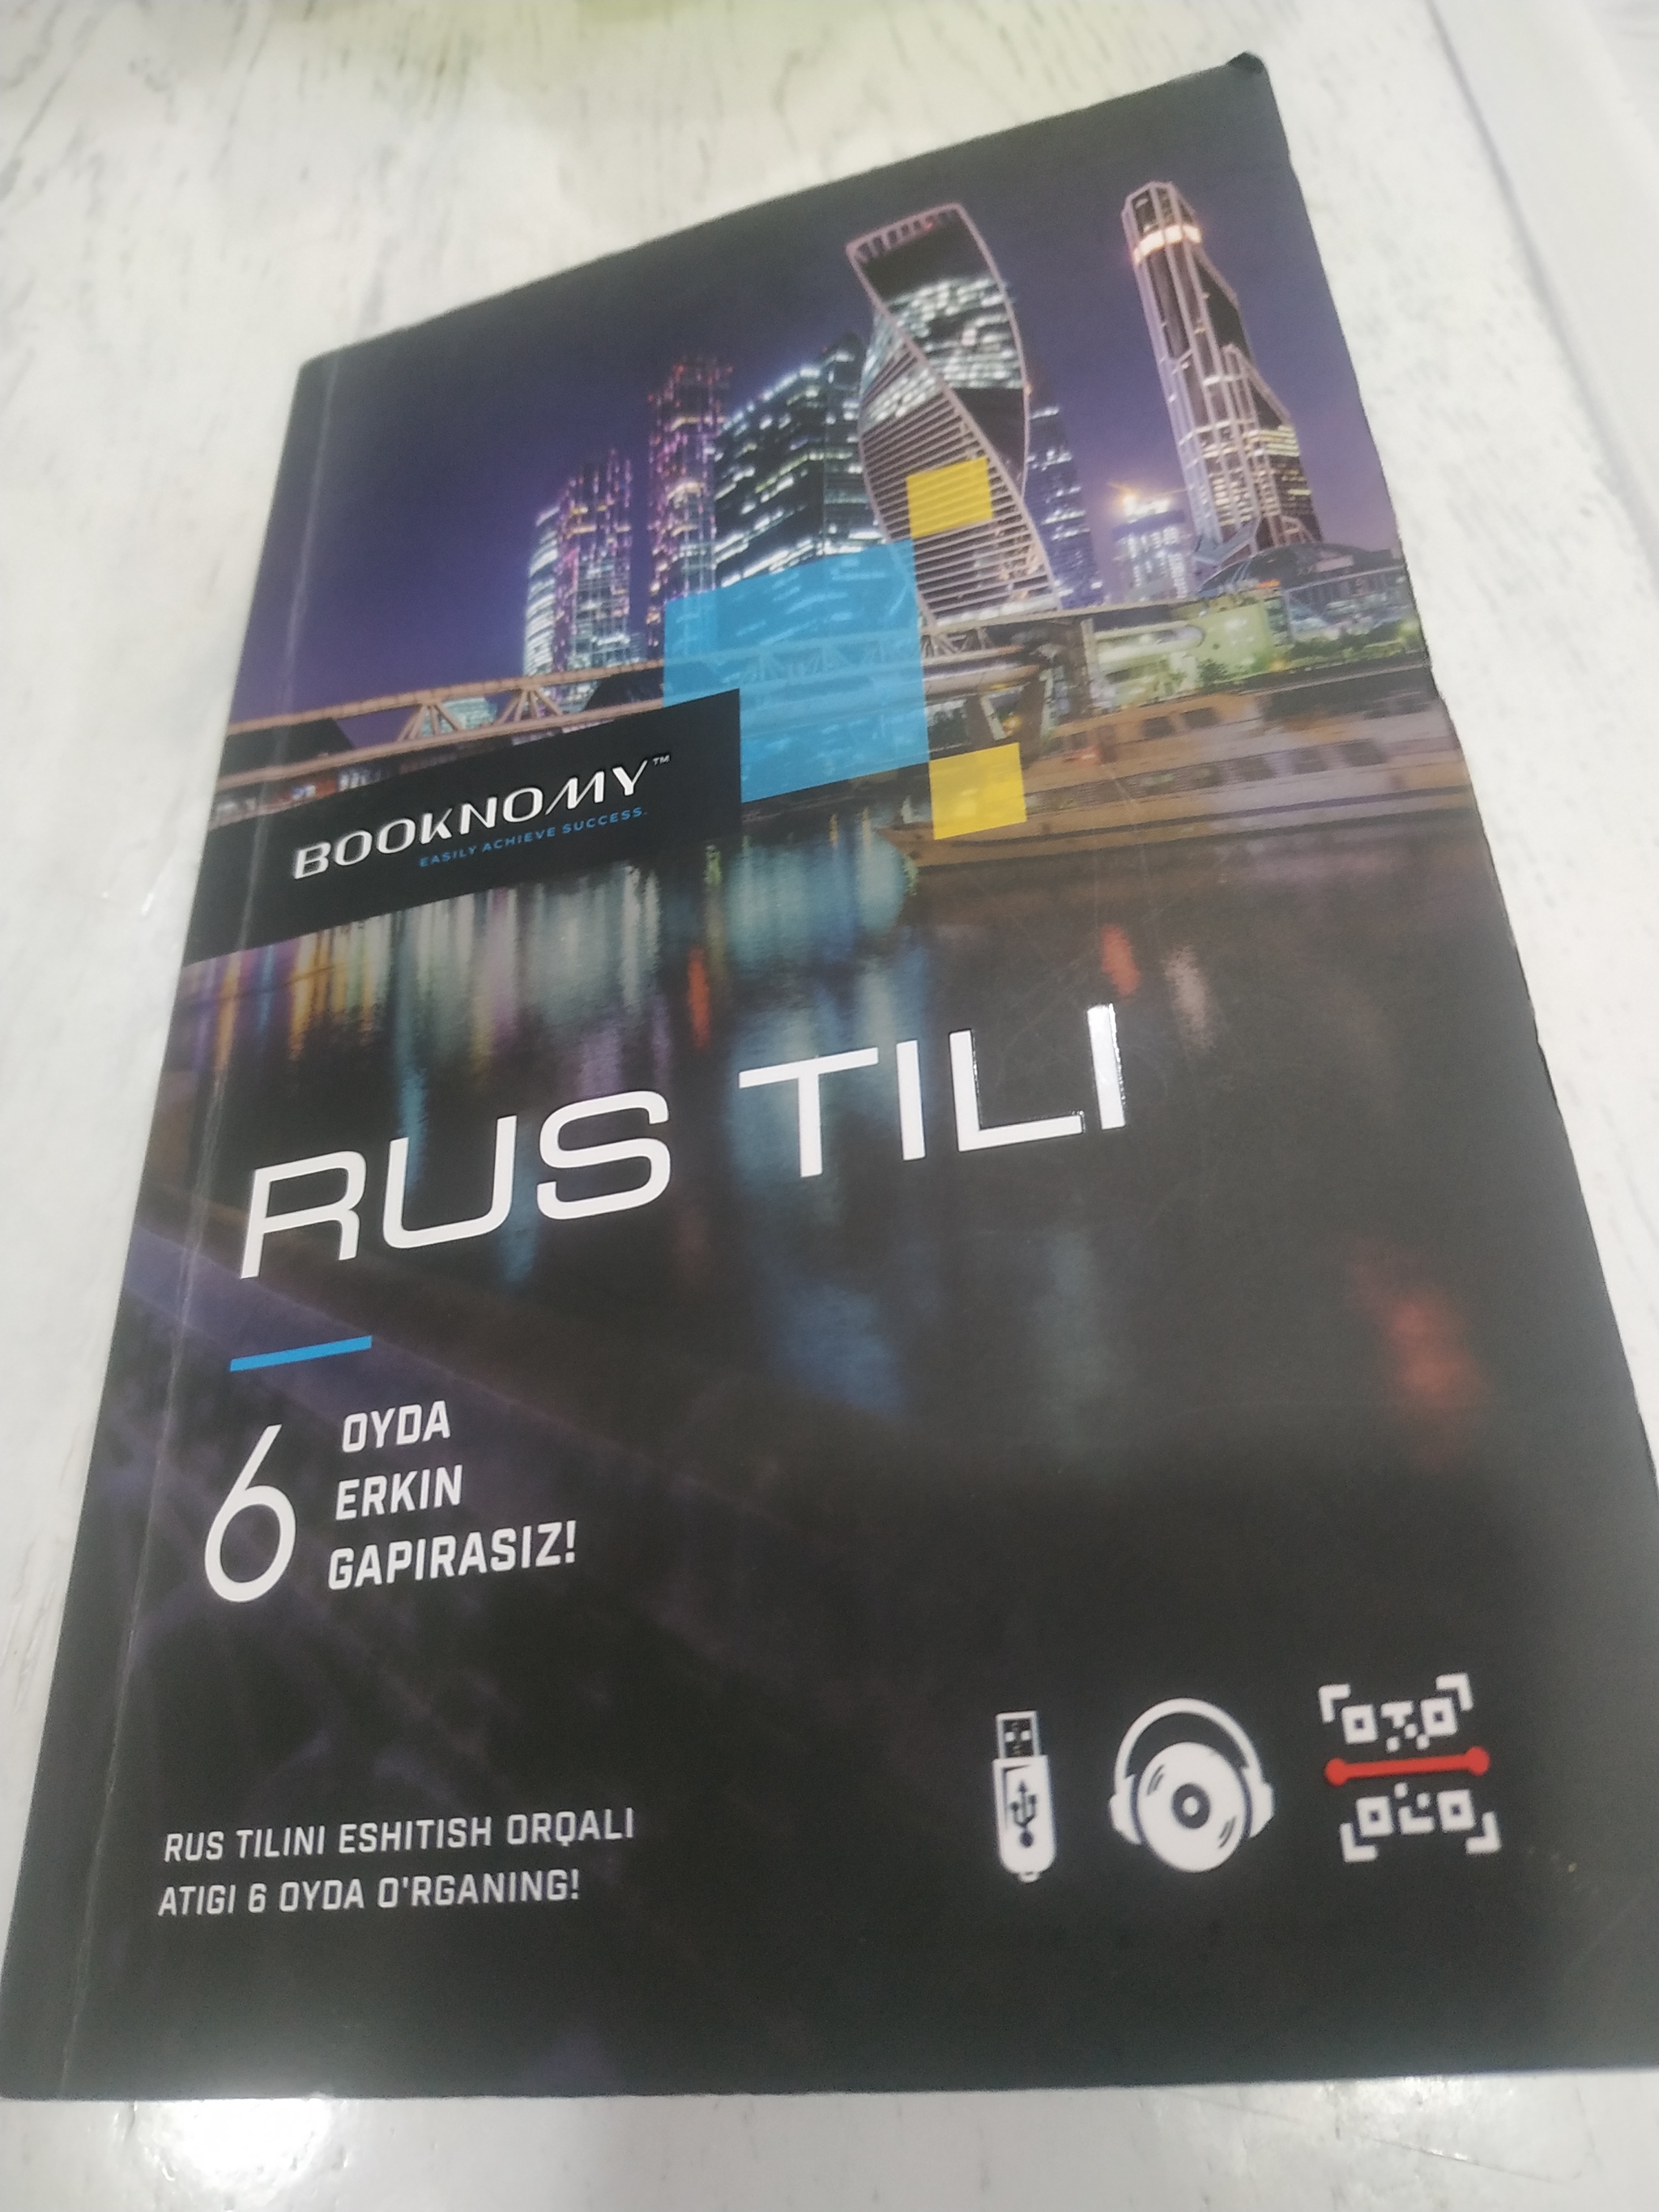 BOOKNOMY™
EASILY ACHIEVE SUCCESS.
RUS TILI
6 OYDA
ERKIN
GAPIRASIZ!
RUS TILINI ESHITISH ORQALI
ATIGI 6 OYDA O'RGANING!